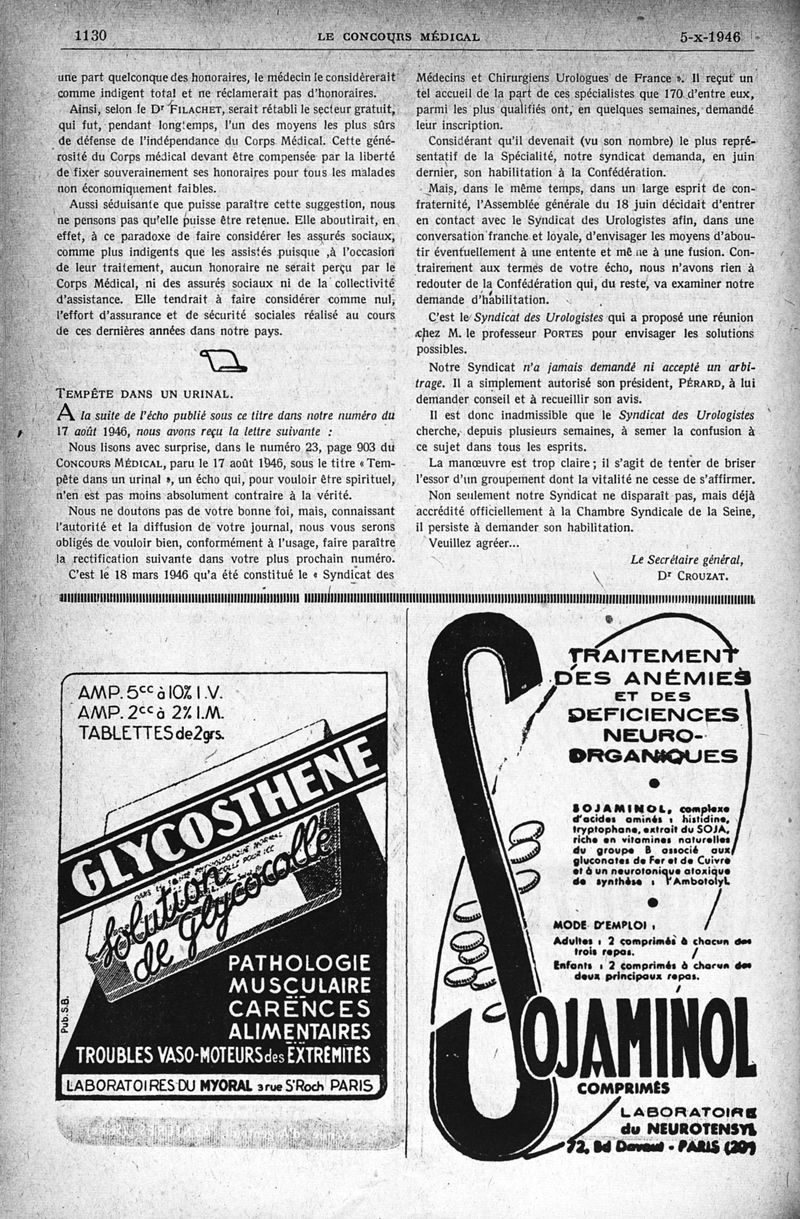 1130
LE CONCOURS MÉDICAL
5-X-1946
une part quelconque des honoraires, le médecin le considèrerait
comme indigent total et ne réclamerait pas d'honoraires.
Ainsi, selon le Dr FILACHET, serait rétabli le secteur gratuit,
qui fut, pendant longtemps, l'un des moyens les plus sûrs
de défense de l'indépendance du Corps Médical. Cette géné-
rosité du Corps médical devant être compensée par la liberté
de fixer souverainement ses honoraires pour tous les malades
non économiquement faibles.
Aussi séduisante que puisse paraître cette suggestion, nous
ne pensons pas qu'elle puisse être retenue. Elle aboutirait, en
effet, à ce paradoxe de faire considérer les assurés sociaux,
comme plus indigents que les assistés puisque ,à l'occasion
de leur traitement, aucun honoraire ne serait perçu par le
Corps Médical, ni des assurés sociaux ni de la collectivité
d'assistance. Elle tendrait à faire considérer comme nul,
l'effort d'assurance et de sécurité sociales réalisé au cours
de ces dernières années dans notre pays.
TEMPÊTE DANS UN URINAL.
A la suite de l'écho publié sous ce titre dans notre numéro du
17 août 1946, nous avons reçu la lettre suivante :
Nous lisons avec surprise, dans le numéro 23, page 903 du
CONCOURS MÉDICAL, paru le 17 août 1946, sous le titre « Tem-
pête dans un urinal », un écho qui, pour vouloir être spirituel,
n'en est pas moins absolument contraire à la vérité.
Nous ne doutons pas de votre bonne foi, mais, connaissant
l'autorité et la diffusion de votre journal, nous vous serons
obligés de vouloir bien, conformément à l'usage, faire paraître
la rectification suivante dans votre plus prochain numéro.
C'est le 18 mars 1946 qu'a été constitué le « Syndicat des
Médecins et Chirurgiens Urologues de France ». Il reçut un
tel accueil de la part de ces spécialistes que 170 d'entre eux,
parmi les plus qualifiés ont, en quelques semaines, demandé
leur inscription.
Considérant qu'il devenait (vu son nombre) le plus repré-
sentatif de la Spécialité, notre syndicat demanda, en juin
dernier, son habilitation à la Confédération.
Mais, dans le même temps, dans un large esprit de con-
fraternité, l'Assemblée générale du 18 juin décidait d'entrer
en contact avec le Syndicat des Urologistes afin, dans une
conversation franche et loyale, d'envisager les moyens d'abou-
tir éventuellement à une entente et même à une fusion. Con-
trairement aux termes de votre écho, nous n'avons rien à
redouter de la Confédération qui, du reste, va examiner notre
demande d'habilitation.
C'est le Syndicat des Urologistes qui a proposé une réunion
chez M. le professeur PORTES pour envisager les solutions
possibles.
Notre Syndicat n'a jamais demandé ni accepté un arbi-
trage. Il a simplement autorisé son président, PÉRARD, à lui
demander conseil et à recueillir son avis.
Il est donc inadmissible que le Syndicat des Urologistes
cherche, depuis plusieurs semaines, à semer la confusion à
ce sujet dans tous les esprits.
La manœuvre est trop claire ; il s'agit de tenter de briser
l'essor d'un groupement dont la vitalité ne cesse de s'affirmer.
Non seulement notre Syndicat ne disparaît pas, mais déjà
accrédité officiellement à la Chambre Syndicale de la Seine,
il persiste à demander son habilitation.
Veuillez agréer...
Le Secrétaire général,
Dr CROUZAT.
AMP. 5cc à 10% I.V.
AMP. 2cc à 2% I.M.
TABLETTES de 2grs.
GLYCOSTHENE
Solution
de Glycocolle
PATHOLOGIE
MUSCULAIRE
CARENCES
ALIMENTAIRES
TROUBLES VASO-MOTEURS des EXTRÉMITÉS
Pub. S.B.
LABORATOIRES DU MYORAL 3 rue St Roch PARIS
TRAITEMENT
DES ANÉMIES
ET DES
DÉFICIENCES
NEURO-
ORGANIQUES
SOJAMINOL, complexe
d'acides aminés : histidine,
tryptophane, extrait du SOJA,
riche en vitamines naturelles
du groupe B associé aux
gluconates de Fer et de Cuivre
et à un neurotonique atoxique
de synthèse : l'Ambotolyl
MODE D'EMPLOI :
Adultes : 2 comprimés à chacun des
trois repas.
Enfants : 2 comprimés à chacun des
deux principaux repas.
SOJAMINOL
COMPRIMÉS
LABORATOIRE
du NEUROTENSYL
72, Bd Davout - PARIS (20e)